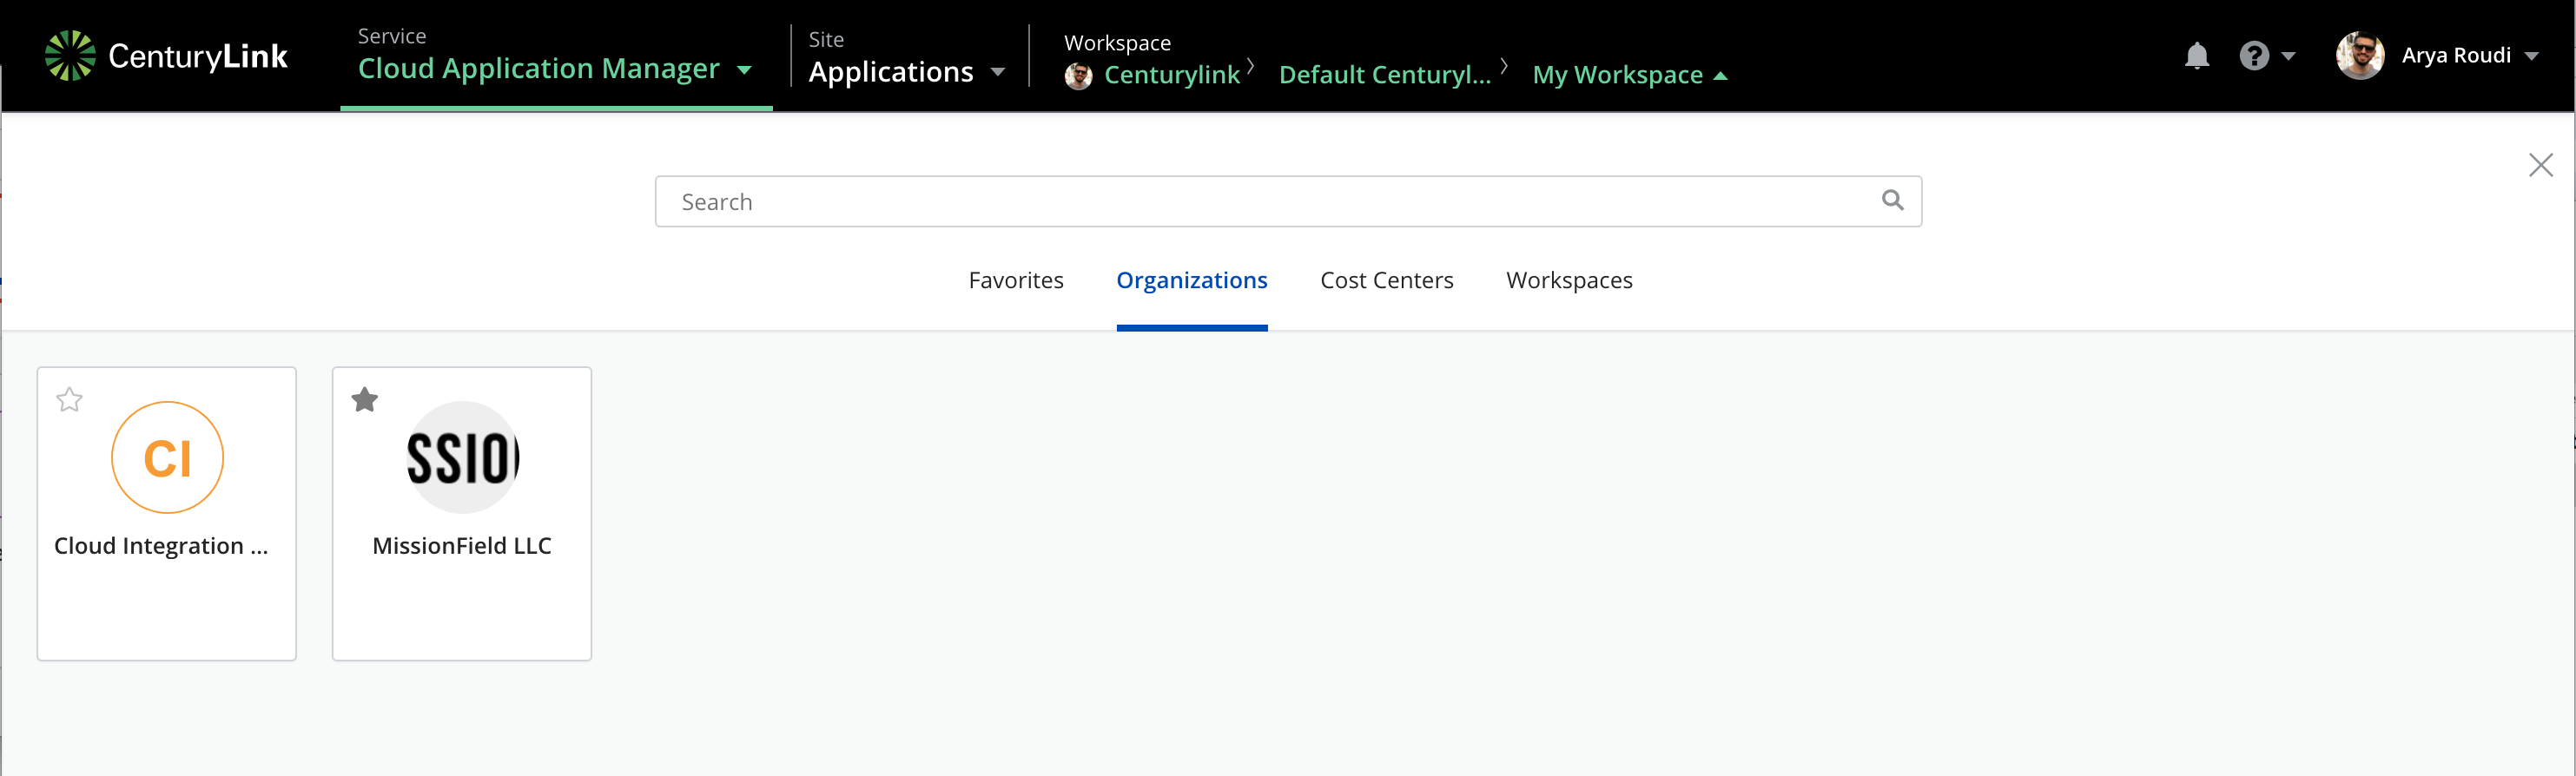 CenturyLink
Service
Cloud Application Manager
Site
Applications
Workspace
Centurylink
Default Centuryl...
My Workspace
?
Arya Roudi
Search
Favorites
Organizations
Cost Centers
Workspaces
CI
Cloud Integration ...
SSIO
MissionField LLC